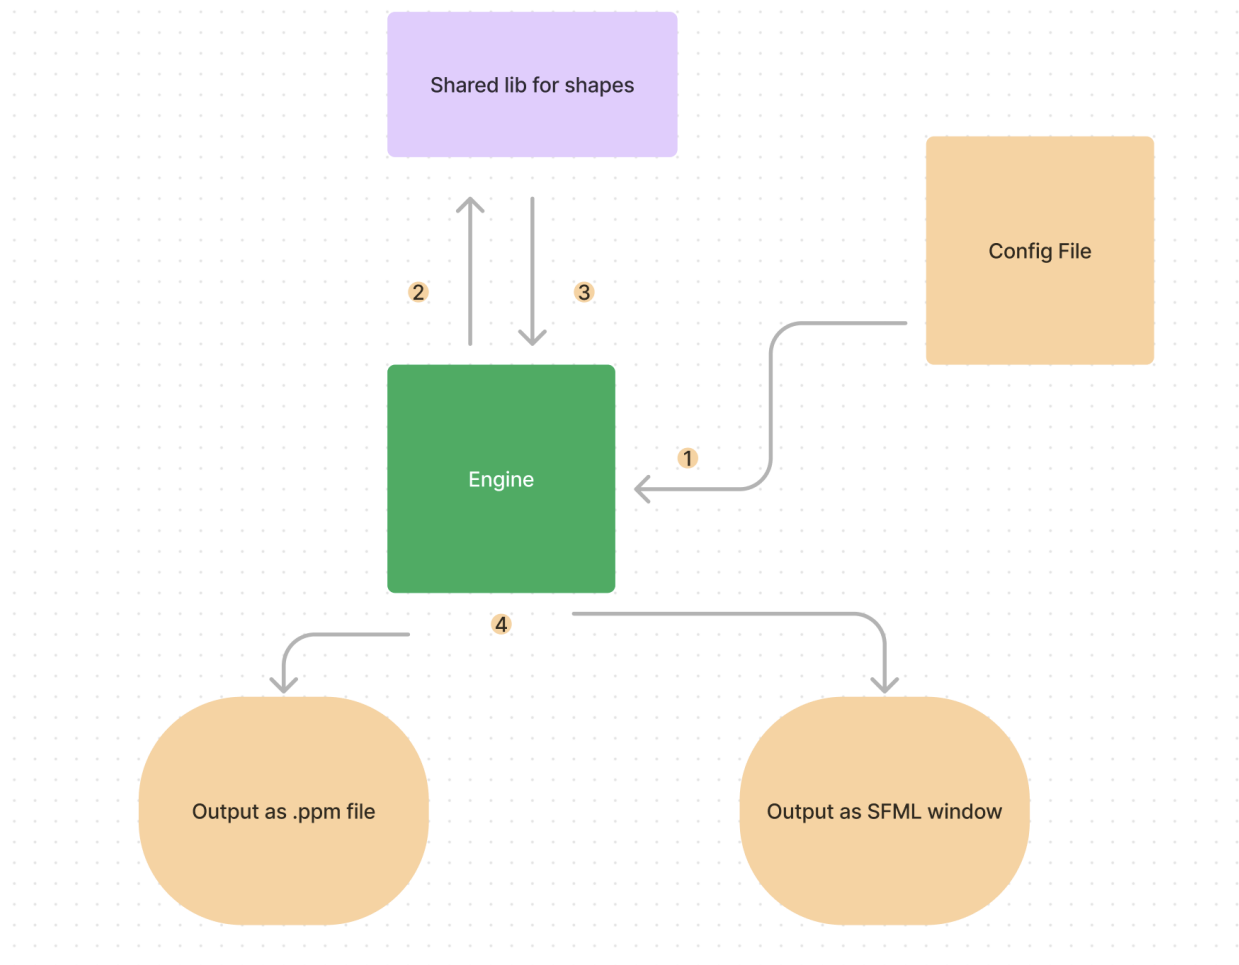 Shared lib for shapes
Config File
2
3
1
Engine
4
Output as .ppm file
Output as SFML window